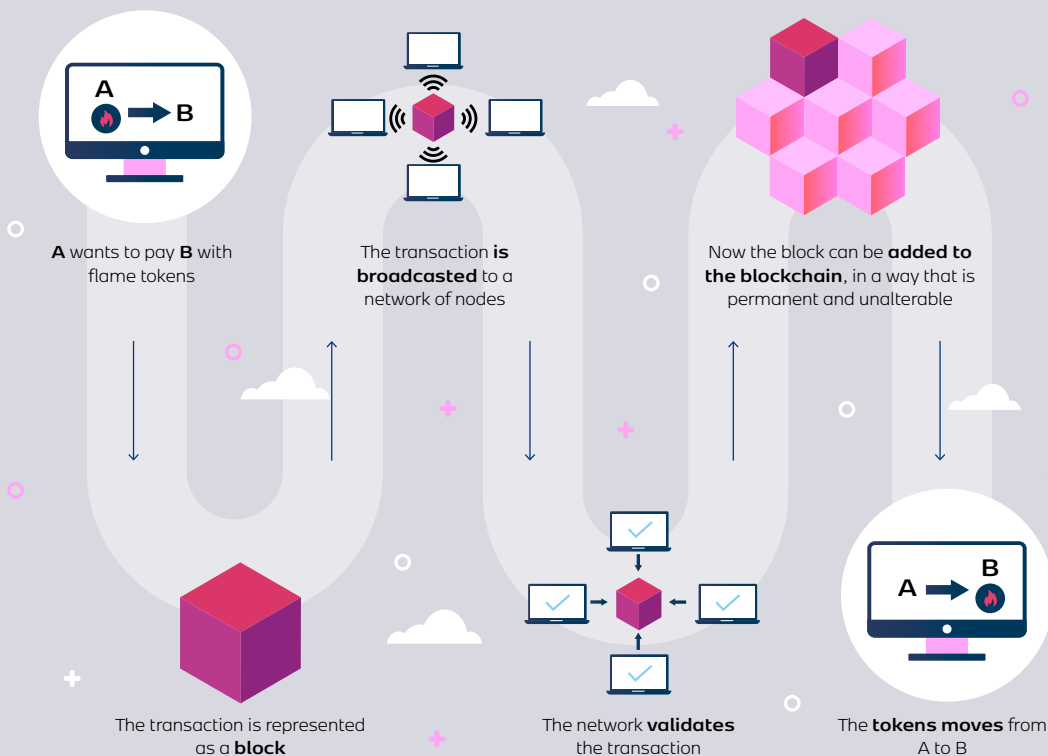 A
B
A wants to pay B with
flame tokens
The transaction is represented
as a block
The transaction is
broadcasted to a
network of nodes
The network validates
the transaction
Now the block can be added to
the blockchain, in a way that is
permanent and unalterable
B
A
The tokens moves from
A to B